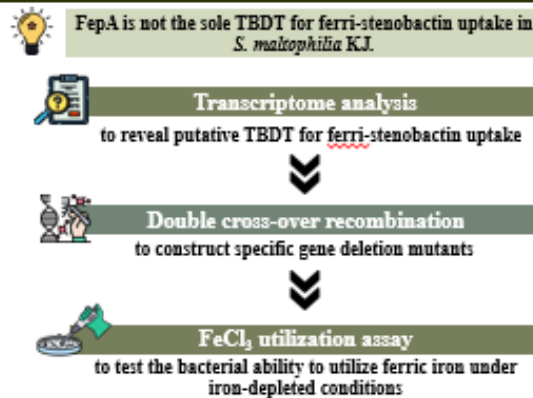 FepA is not the sole TBDT for ferri-stenobactin uptake in
S. maltophilia KJ.
Transcriptome analysis
to reveal putative TBDT for ferri-stenobactin uptake
Double cross-over recombination
to construct specific gene deletion mutants
FeCl₃ utilization assay
to test the bacterial ability to utilize ferric iron under
iron-depleted conditions